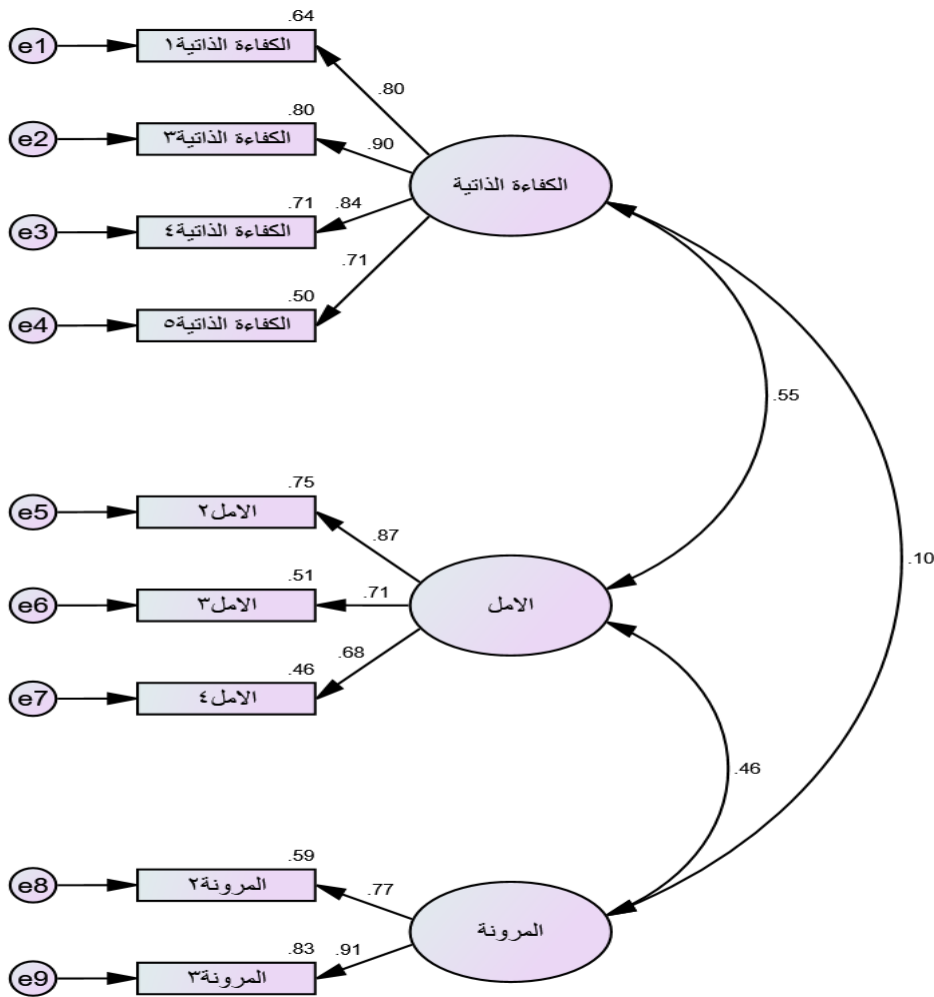 .64
e1
الكفاءة الذاتية١
.80
.80
e2
الكفاءة الذاتية٣
.90
الكفاءة الذاتية
.71
.84
e3
الكفاءة الذاتية٤
.71
.50
e4
الكفاءة الذاتية٥
.55
.75
e5
الامل٢
.87
.10
.51
e6
الامل٣
.71
الامل
.68
.46
e7
الامل٤
.46
.59
e8
المرونة٢
.77
المرونة
.83
.91
e9
المرونة٣